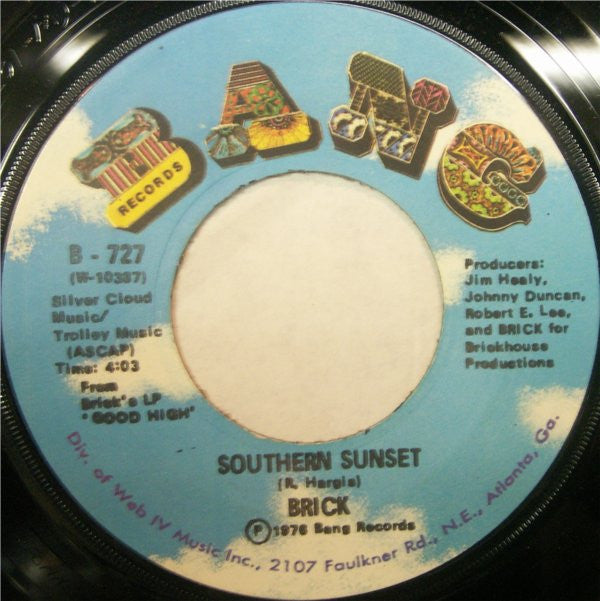 BANG
RECORDS
B - 727
(W-10387)
Silver Cloud
Music/
Trolley Music
(ASCAP)
Time: 4:03
From
Brick's LP
"GOOD HIGH"
Producers:
Jim Healy,
Johnny Duncan,
Robert E. Lee,
and BRICK for
Brickhouse
Productions
SOUTHERN SUNSET
(R. Hargis)
BRICK
Ⓟ 1976 Bang Records
Div. of Web IV Music Inc., 2107 Faulkner Rd., N.E., Atlanta, Ga.